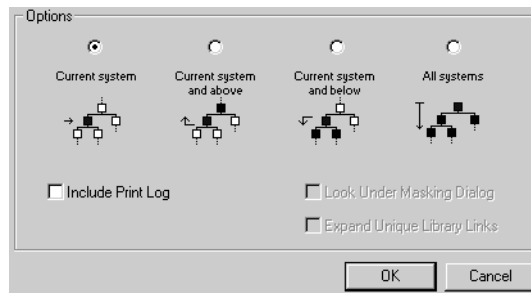 Options
Current system
Current system
and above
Current system
and below
All systems
Include Print Log
Look Under Masking Dialog
Expand Unique Library Links
OK
Cancel